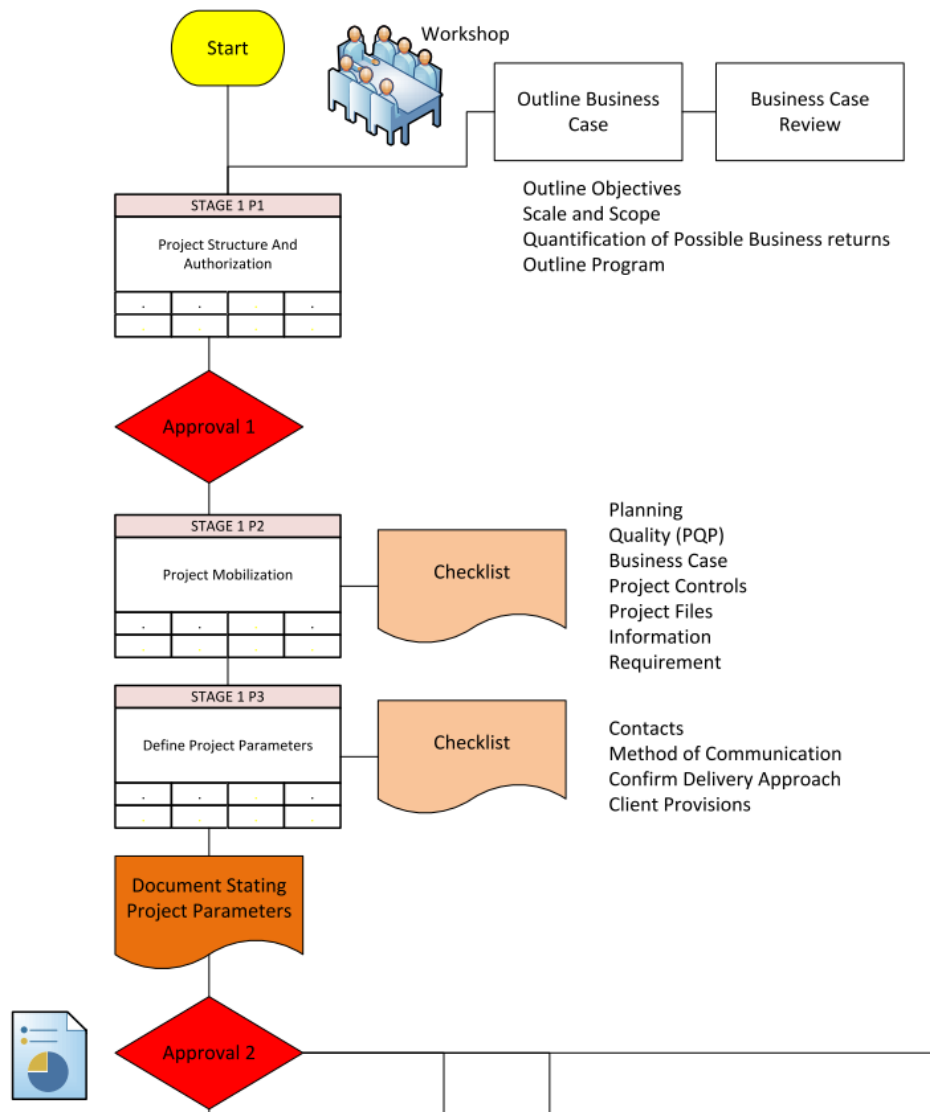 Start
Workshop
Outline Business
Case
Business Case
Review
Outline Objectives
Scale and Scope
Quantification of Possible Business returns
Outline Program
STAGE 1 P1
Project Structure And
Authorization
Approval 1
STAGE 1 P2
Project Mobilization
Checklist
Planning
Quality (PQP)
Business Case
Project Controls
Project Files
Information
Requirement
STAGE 1 P3
Define Project Parameters
Checklist
Contacts
Method of Communication
Confirm Delivery Approach
Client Provisions
Document Stating
Project Parameters
Approval 2